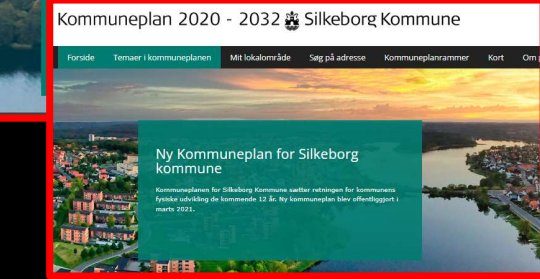 Kommuneplan 2020 - 2032 Silkeborg Kommune
Forside Temaer i kommuneplanen Mit lokalområde Søg på adresse Kommuneplanrammer Kort Om
Ny Kommuneplan for Silkeborg
kommune
Kommuneplanen for Silkeborg Kommune sætter retningen for kommunens
fysiske udvikling de kommende 12 år. Ny kommuneplan blev offentliggjort i
marts 2021.